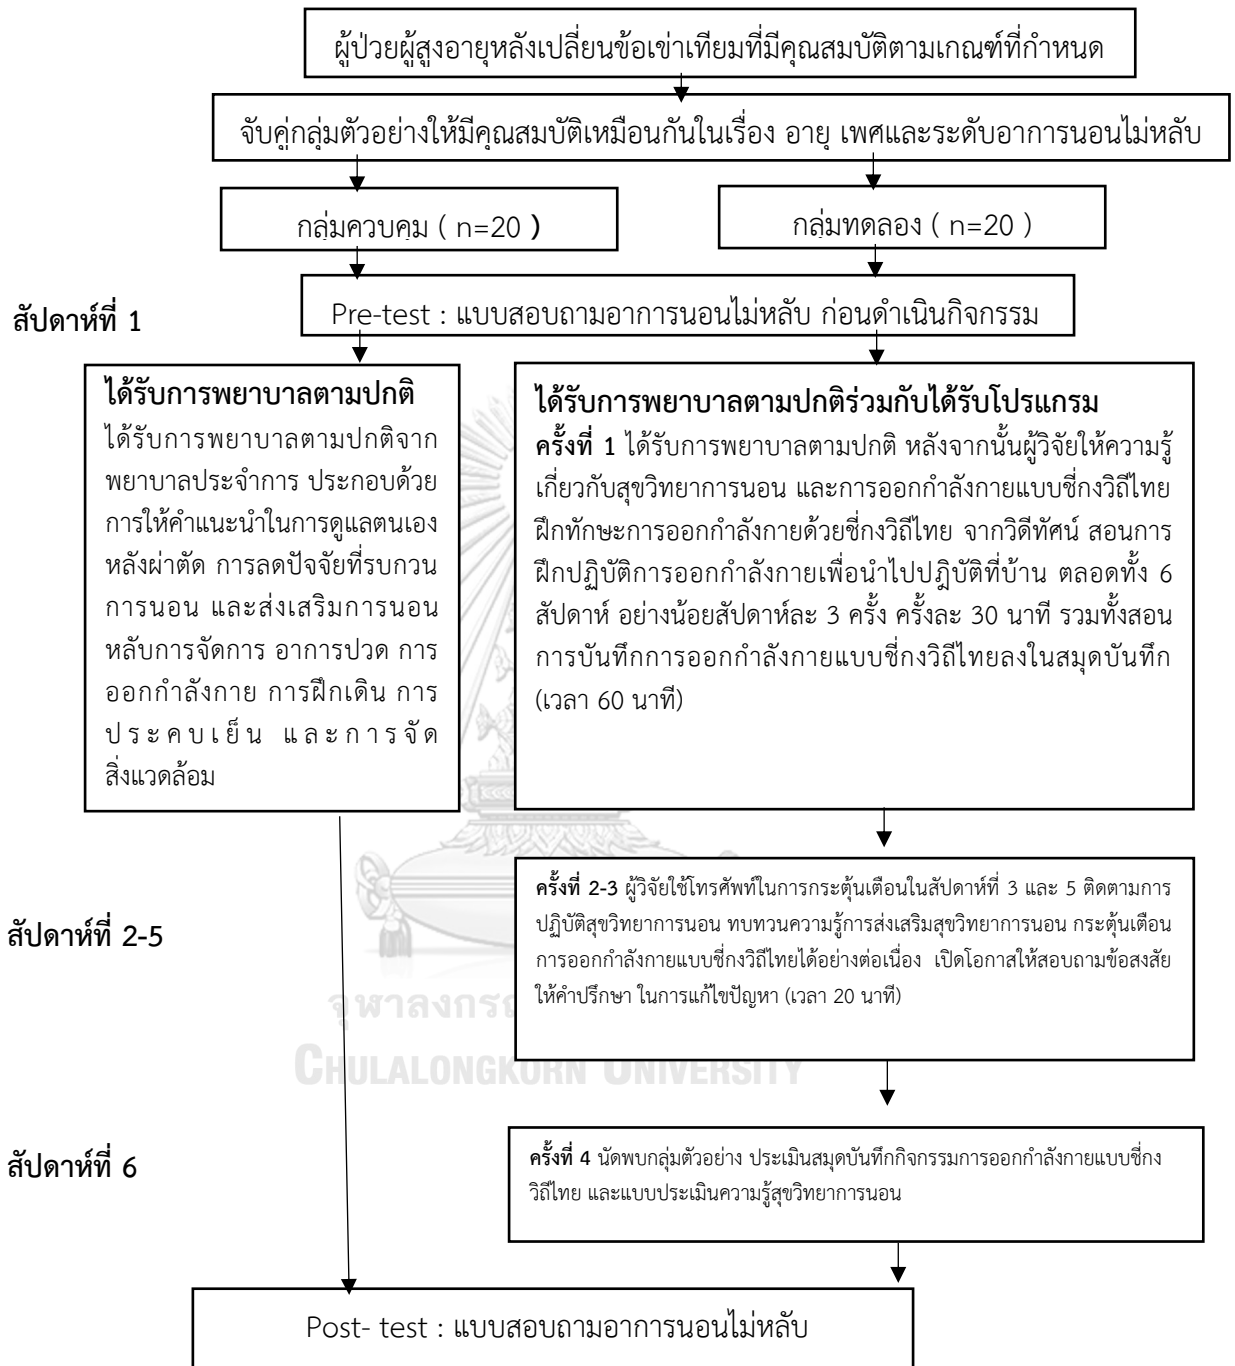 ผู้ป่วยผู้สูงอายุหลังเปลี่ยนข้อเข่าเทียมที่มีคุณสมบัติตามเกณฑ์ที่กำหนด
จับคู่กลุ่มตัวอย่างให้มีคุณสมบัติเหมือนกันในเรื่อง อายุ เพศและระดับอาการนอนไม่หลับ
กลุ่มควบคุม ( n=20 )
กลุ่มทดลอง ( n=20 )
สัปดาห์ที่ 1
Pre-test : แบบสอบถามอาการนอนไม่หลับ ก่อนดำเนินกิจกรรม
ได้รับการพยาบาลตามปกติ
ได้รับการพยาบาลตามปกติจาก
พยาบาลประจำการ ประกอบด้วย
การให้คำแนะนำในการดูแลตนเอง
หลังผ่าตัด การลดปัจจัยที่รบกวน
การนอน และส่งเสริมการนอน
หลับการจัดการ อาการปวด การ
ออกกำลังกาย การฝึกเดิน การ
ประคบเย็น และการจัด
สิ่งแวดล้อม
ได้รับการพยาบาลตามปกติร่วมกับได้รับโปรแกรม
ครั้งที่ 1 ได้รับการพยาบาลตามปกติ หลังจากนั้นผู้วิจัยให้ความรู้
เกี่ยวกับสุขวิทยาการนอน และการออกกำลังกายแบบชี่กงวิถีไทย
ฝึกทักษะการออกกำลังกายด้วยชี่กงวิถีไทย จากวิดีทัศน์ สอนการ
ฝึกปฏิบัติการออกกำลังกายเพื่อนำไปปฎิบัติที่บ้าน ตลอดทั้ง 6
สัปดาห์ อย่างน้อยสัปดาห์ละ 3 ครั้ง ครั้งละ 30 นาที รวมทั้งสอน
การบันทึกการออกกำลังกายแบบชี่กงวิถีไทยลงในสมุดบันทึก
(เวลา 60 นาที)
สัปดาห์ที่ 2-5
ครั้งที่ 2-3 ผู้วิจัยใช้โทรศัพท์ในการกระตุ้นเตือนในสัปดาห์ที่ 3 และ 5 ติดตามการ
ปฏิบัติสุขวิทยาการนอน ทบทวนความรู้การส่งเสริมสุขวิทยาการนอน กระตุ้นเตือน
การออกกำลังกายแบบชี่กงวิถีไทยได้อย่างต่อเนื่อง เปิดโอกาสให้สอบถามข้อสงสัย
ให้คำปรึกษา ในการแก้ไขปัญหา (เวลา 20 นาที)
จุฬาลงกรณ์
CHULALONGKORN UNIVERSITY
สัปดาห์ที่ 6
ครั้งที่ 4 นัดพบกลุ่มตัวอย่าง ประเมินสมุดบันทึกกิจกรรมการออกกำลังกายแบบชี่กง
วิถีไทย และแบบประเมินความรู้สุขวิทยาการนอน
Post- test : แบบสอบถามอาการนอนไม่หลับ